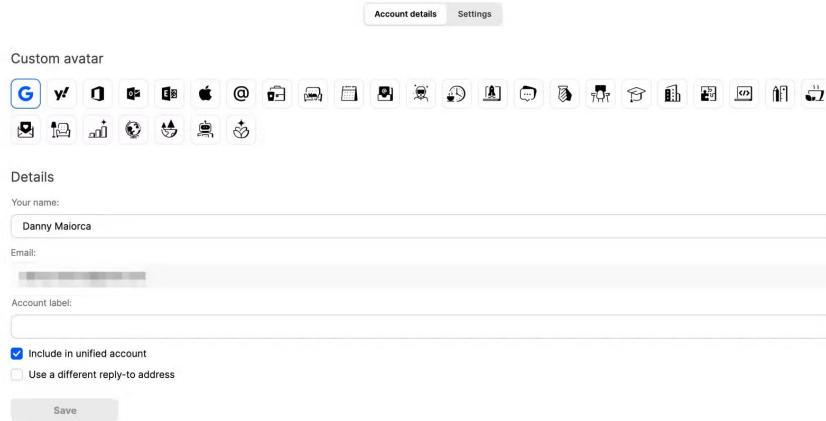 Account details Settings
Custom avatar
Details
Your name:
Danny Maiorca
Email:
Account label:
Include in unified account
Use a different reply-to address
Save